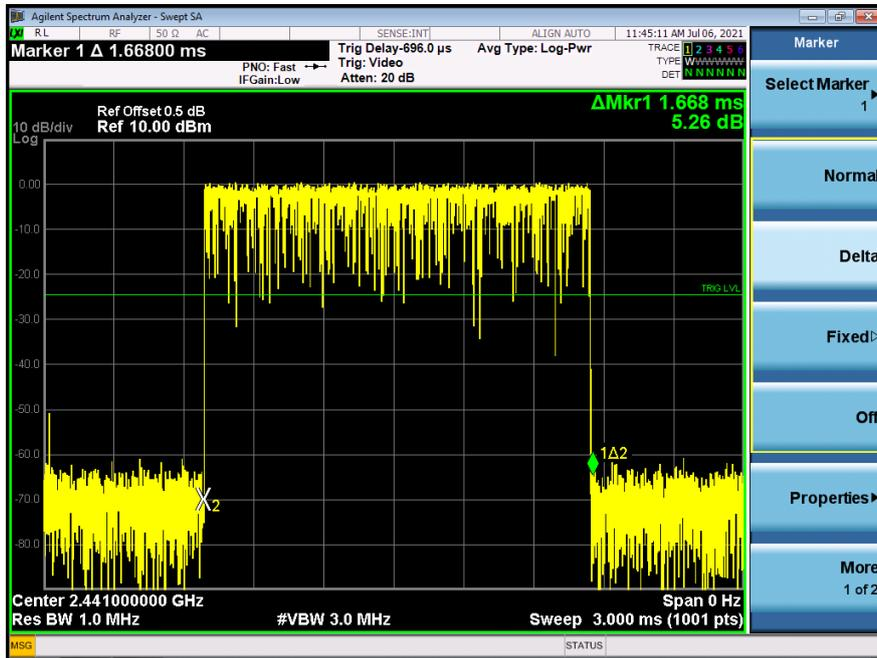 Agilent Spectrum Analyzer - Swept SA
LXI RL RF 50 Ω AC SENSE:INT ALIGN AUTO 11:45:11 AM Jul 06, 2021
Marker 1 Δ 1.66800 ms
PNO: Fast
IFGain:Low
Trig Delay-696.0 µs
Trig: Video
Atten: 20 dB
Avg Type: Log-Pwr
TRACE 1 2 3 4 5 6
TYPE WWWWWW
DET N N N N N N
Marker
Select Marker
1
Normal
Delta
Fixed
Off
Properties
More
1 of 2
ΔMkr1 1.668 ms
5.26 dB
Ref Offset 0.5 dB
10 dB/div Ref 10.00 dBm
Log
0.00
-10.0
-20.0
TRIG LVL
-30.0
-40.0
-50.0
-60.0
1Δ2
-70.0
2
-80.0
Center 2.441000000 GHz Span 0 Hz
Res BW 1.0 MHz #VBW 3.0 MHz Sweep 3.000 ms (1001 pts)
MSG STATUS